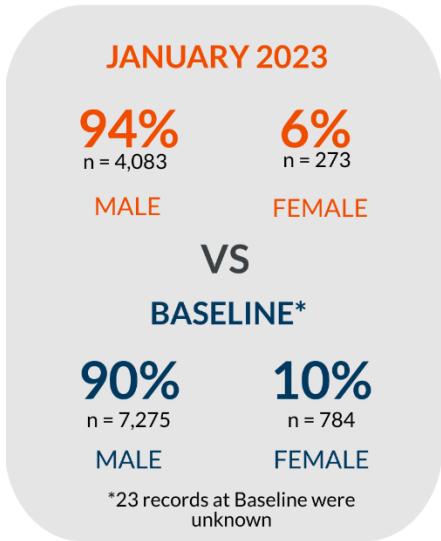 JANUARY 2023
94% 6%
n = 4,083 n = 273
MALE FEMALE
VS
BASELINE*
90% 10%
n = 7,275 n = 784
MALE FEMALE
*23 records at Baseline were
unknown